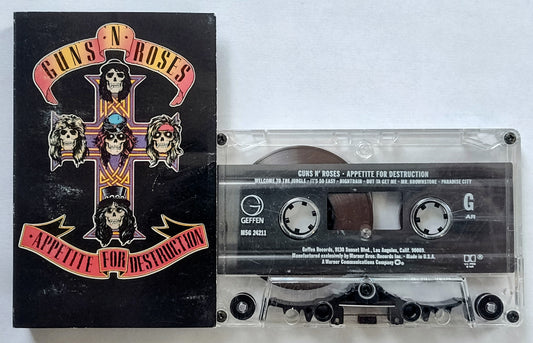 GUNS N' ROSES
APPETITE FOR DESTRUCTION
GUNS N' ROSES • APPETITE FOR DESTRUCTION
WELCOME TO THE JUNGLE • IT'S SO EASY • NIGHTRAIN • OUT TA GET ME • MR. BROWNSTONE • PARADISE CITY
G
AR
GEFFEN
M5G 24211
Geffen Records, 9130 Sunset Blvd., Los Angeles, Calif. 90069.
Manufactured exclusively by Warner Bros. Records Inc. • Made in U.S.A.
A Warner Communications Company